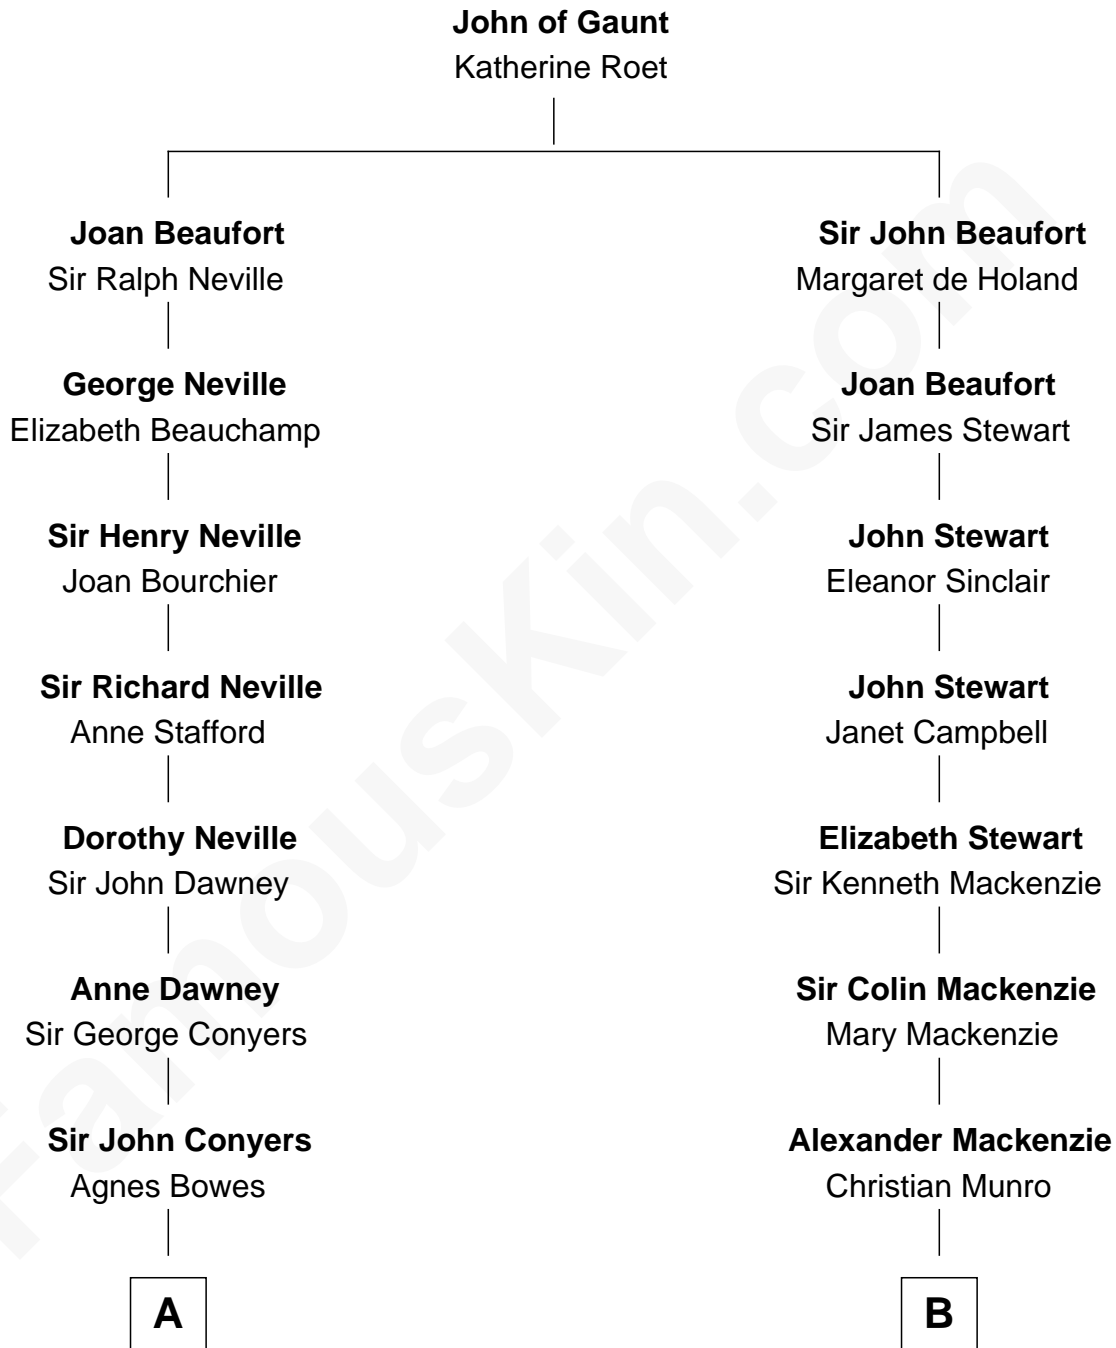 John of Gaunt
Katherine Roet
Joan Beaufort
Sir Ralph Neville
George Neville
Elizabeth Beauchamp
Sir Henry Neville
Joan Bourchier
Sir Richard Neville
Anne Stafford
Dorothy Neville
Sir John Dawney
Anne Dawney
Sir George Conyers
Sir John Conyers
Agnes Bowes
A
Sir John Beaufort
Margaret de Holand
Joan Beaufort
Sir James Stewart
John Stewart
Eleanor Sinclair
John Stewart
Janet Campbell
Elizabeth Stewart
Sir Kenneth Mackenzie
Sir Colin Mackenzie
Mary Mackenzie
Alexander Mackenzie
Christian Munro
B
FamousKin.com